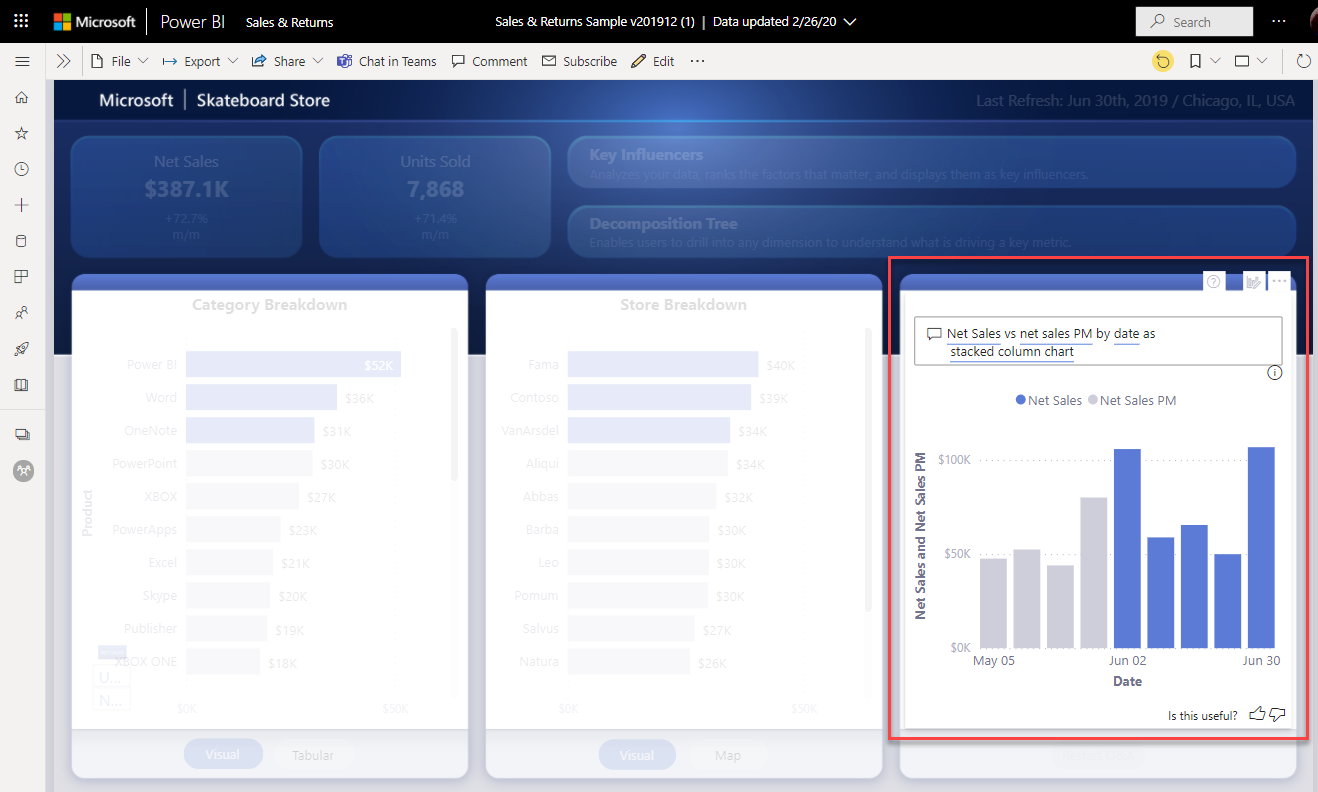 Microsoft Power BI Sales & Returns Sales & Returns Sample v201912 (1) | Data updated 2/26/20 Search
File Export Share Chat in Teams Comment Subscribe Edit
Microsoft | Skateboard Store Last Refresh: Jun 30th, 2019 / Chicago, IL, USA
Net Sales
$387.1K
+72.7%
m/m
Units Sold
7,868
+71.4%
m/m
Key Influencers
Analyzes your data, ranks the factors that matter, and displays them as key influencers.
Decomposition Tree
Enables users to drill into any dimension to understand what is driving a key metric.
Category Breakdown
Product
Power BI $52K
Word $36K
OneNote $31K
PowerPoint $30K
XBOX $27K
PowerApps $23K
Excel $21K
Skype $20K
Publisher $19K
XBOX ONE $18K
U...
N...
$0K $50K
Visual Tabular
Store Breakdown
Fama $40K
Contoso $39K
VanArsdel $34K
Aliqui $34K
Abbas $32K
Barba $30K
Leo $30K
Pomum $30K
Salvus $27K
Natura $26K
$0K $50K
Visual Map
Net Sales vs net sales PM by date as
stacked column chart
Net Sales Net Sales PM
Net Sales and Net Sales PM
$100K
$50K
$0K
May 05 Jun 02 Jun 30
Date
Is this useful?